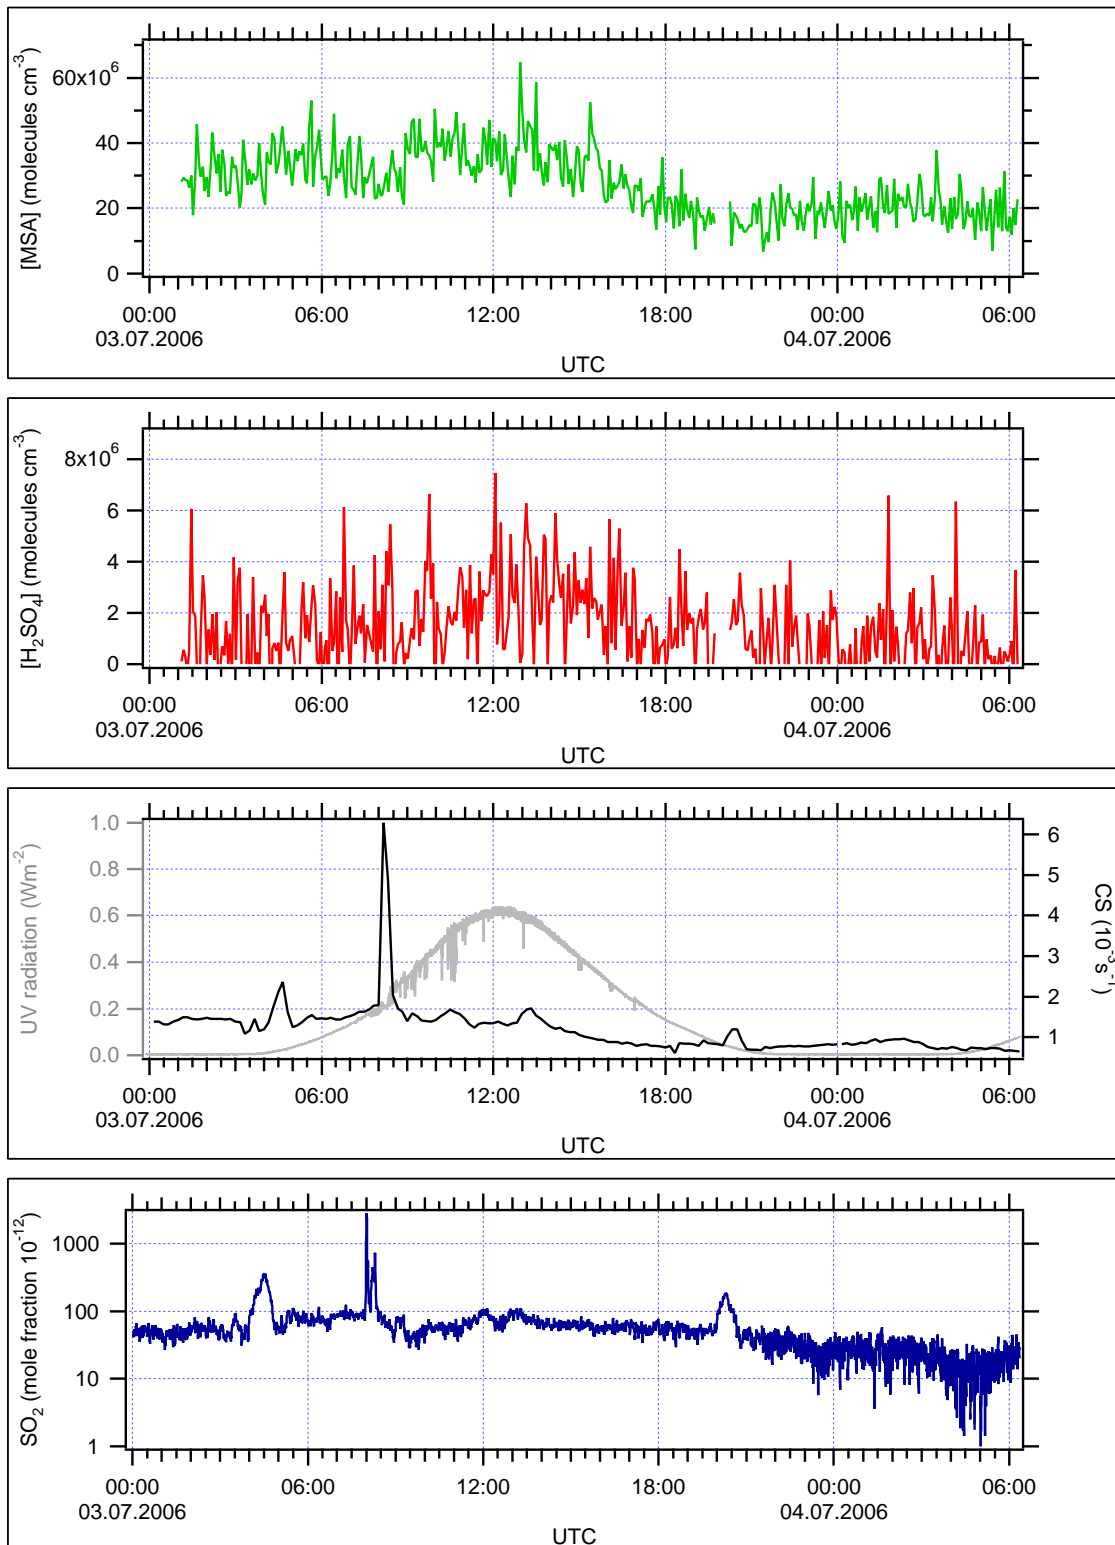 [MSA] (molecules cm⁻³)
60x10⁶
40
20
0
00:00 06:00 12:00 18:00 00:00 06:00
03.07.2006 04.07.2006
UTC
[H₂SO₄] (molecules cm⁻³)
8x10⁶
6
4
2
0
00:00 06:00 12:00 18:00 00:00 06:00
03.07.2006 04.07.2006
UTC
UV radiation (Wm⁻²)
1.0
0.8
0.6
0.4
0.2
0.0
6
5
4
3
2
1
CS (10⁻³s⁻¹)
00:00 06:00 12:00 18:00 00:00 06:00
03.07.2006 04.07.2006
UTC
SO₂ (mole fraction 10⁻¹²)
1000
100
10
1
00:00 06:00 12:00 18:00 00:00 06:00
03.07.2006 04.07.2006
UTC